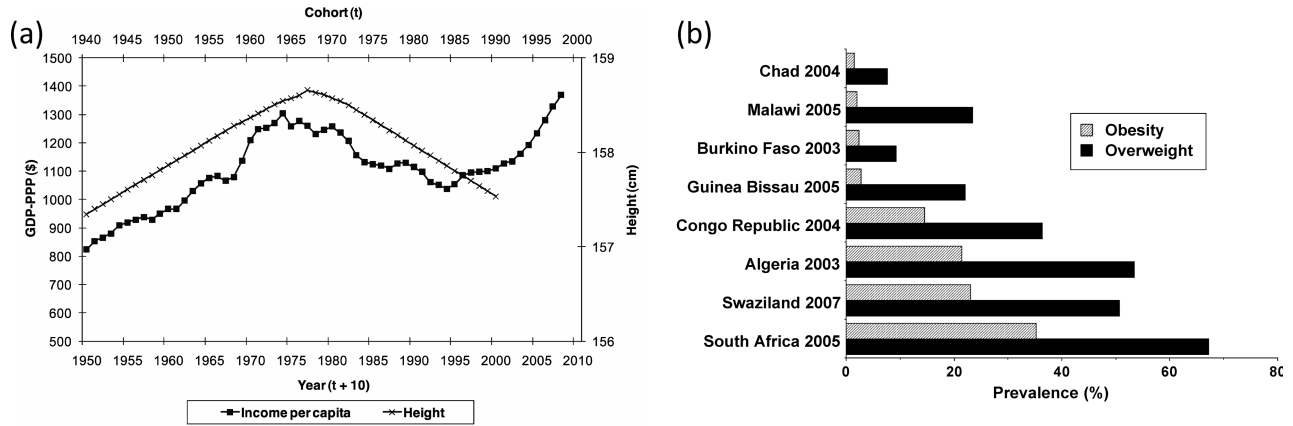 (a)
Cohort (t)
1940 1945 1950 1955 1960 1965 1970 1975 1980 1985 1990 1995 2000
1500
1400
1300
1200
1100
1000
900
800
700
600
500
GDP-PPP ($)
159
158
157
156
Height (cm)
1950 1955 1960 1965 1970 1975 1980 1985 1990 1995 2000 2005 2010
Year (t + 10)
Income per capita Height
(b)
Chad 2004
Malawi 2005
Burkino Faso 2003
Guinea Bissau 2005
Congo Republic 2004
Algeria 2003
Swaziland 2007
South Africa 2005
Obesity
Overweight
0 20 40 60 80
Prevalence (%)